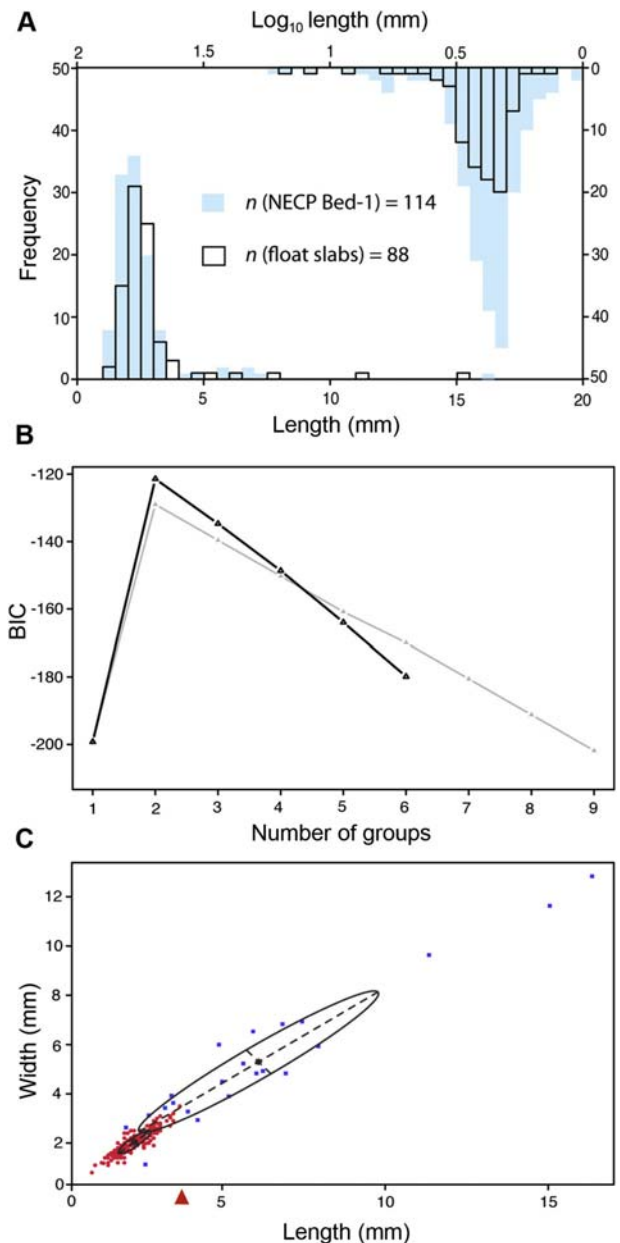 A
Log10 length (mm)
2 1.5 1 0.5 0
50 0
40 10
30 20
20 30
10 40
0 50
Frequency
n (NECP Bed-1) = 114
n (float slabs) = 88
0 5 10 15 20
Length (mm)
B
-120
-140
-160
-180
-200
BIC
1 2 3 4 5 6 7 8 9
Number of groups
C
12
10
8
6
4
2
0
Width (mm)
0 5 10 15
Length (mm)